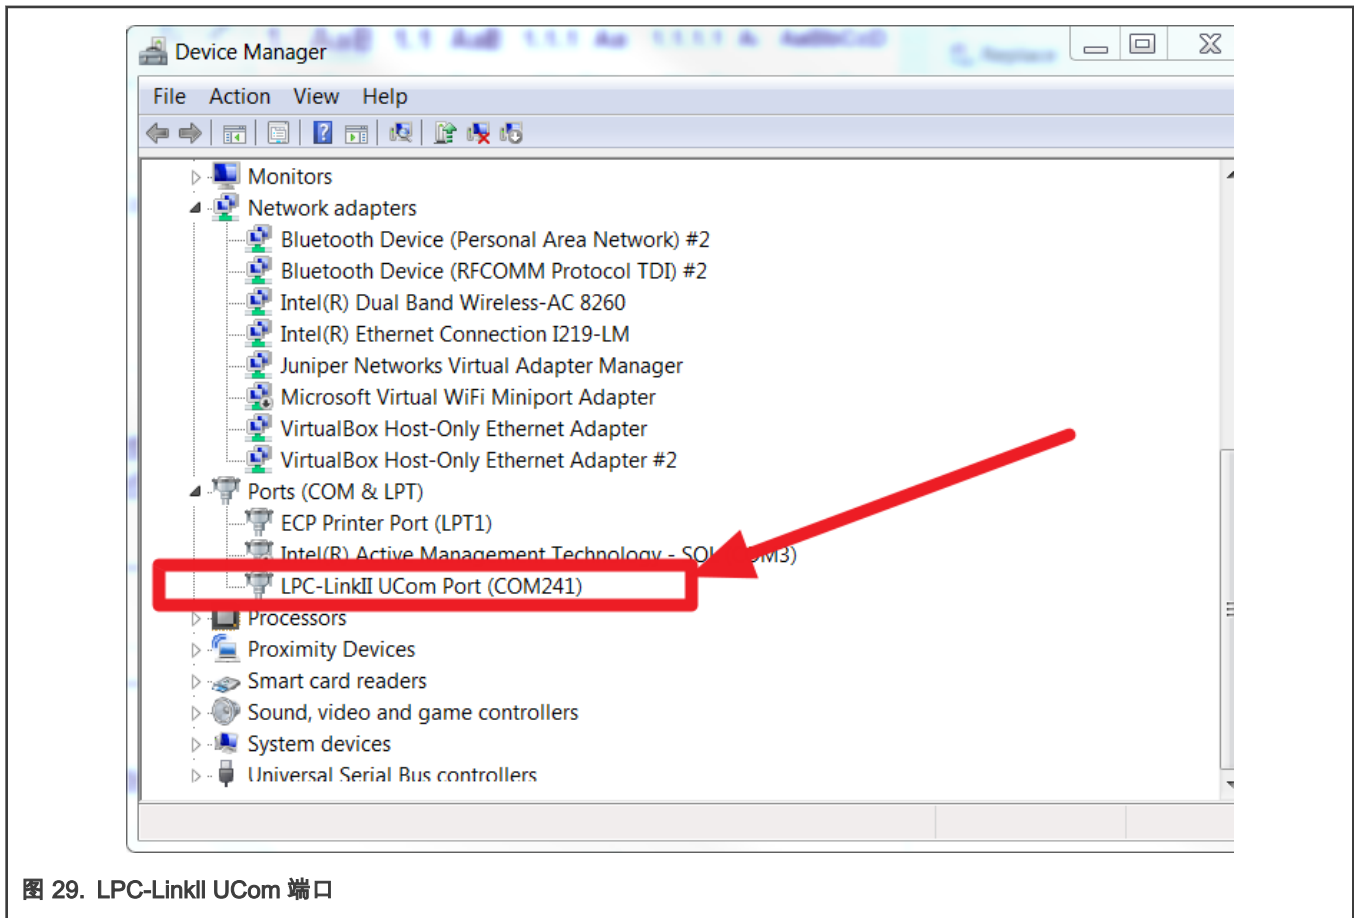 Device Manager
File Action View Help
Monitors
Network adapters
Bluetooth Device (Personal Area Network) #2
Bluetooth Device (RFCOMM Protocol TDI) #2
Intel(R) Dual Band Wireless-AC 8260
Intel(R) Ethernet Connection I219-LM
Juniper Networks Virtual Adapter Manager
Microsoft Virtual WiFi Miniport Adapter
VirtualBox Host-Only Ethernet Adapter
VirtualBox Host-Only Ethernet Adapter #2
Ports (COM & LPT)
ECP Printer Port (LPT1)
Intel(R) Active Management Technology -
LPC-LinkII UCom Port (COM241)
Processors
Proximity Devices
Smart card readers
Sound, video and game controllers
System devices
Universal Serial Bus controllers
图 29. LPC-LinkII UCom 端口